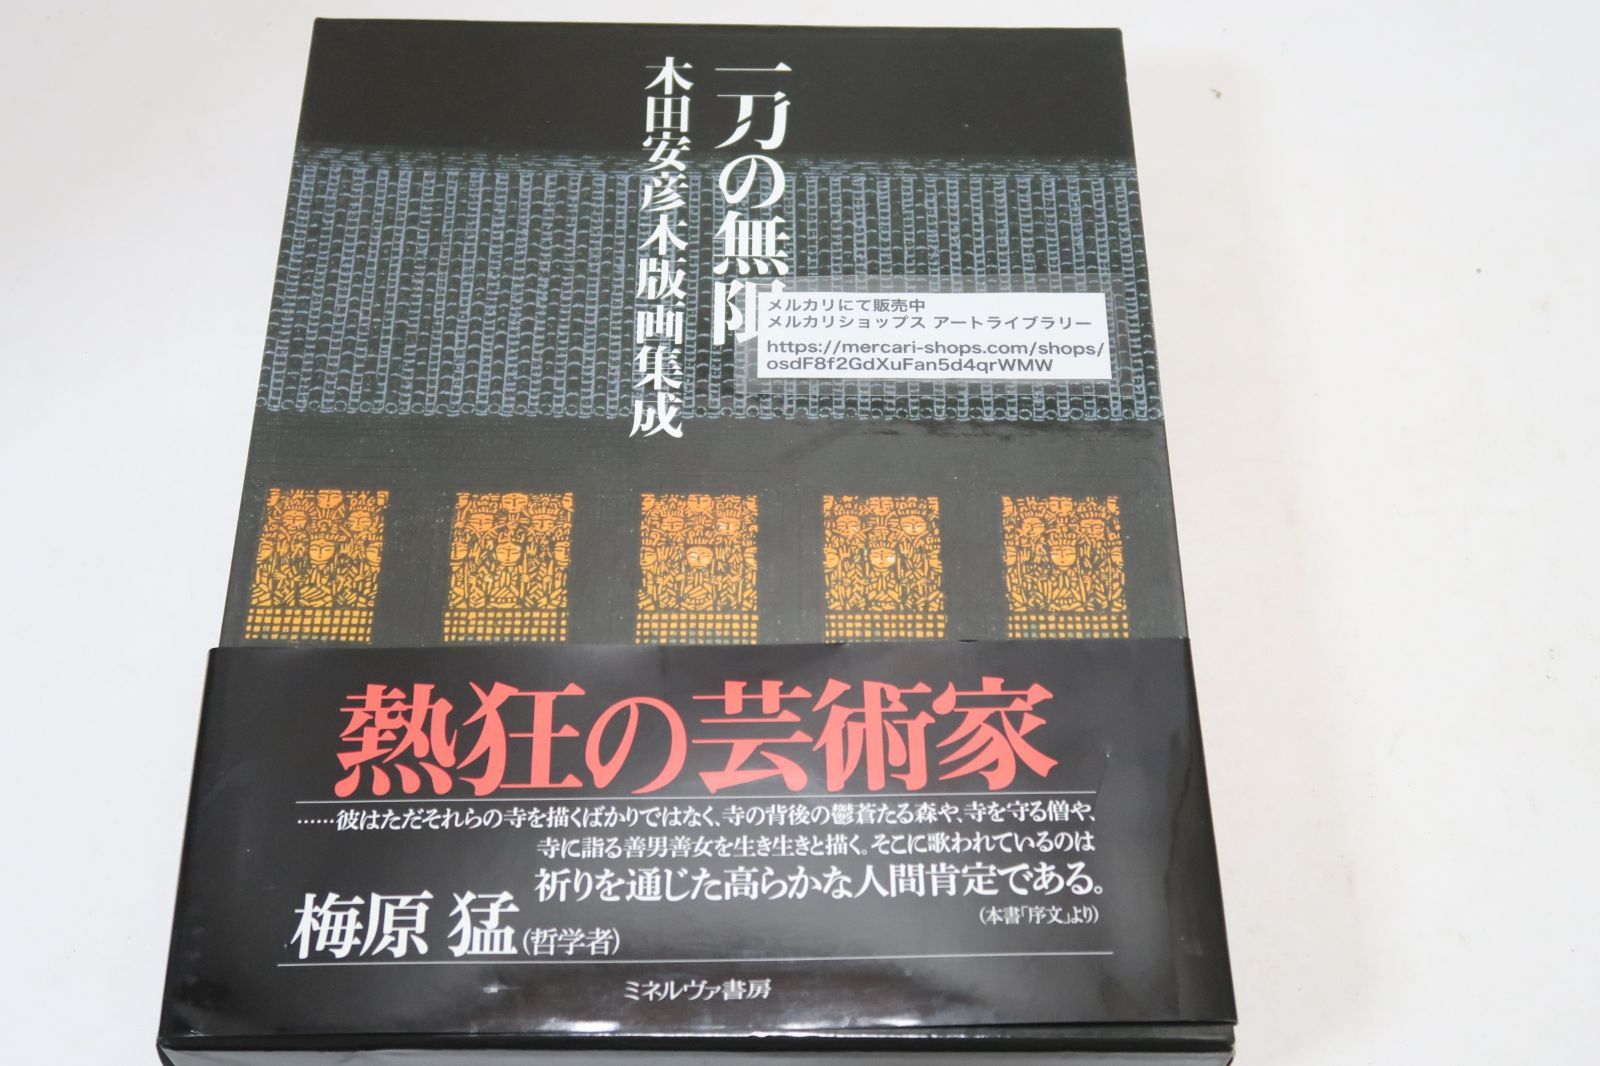 一刀の無限
木田安彦木版画集成
メルカリにて販売中
メルカリショップス アートライブラリー
https://mercari-shops.com/shops/
osdF8f2GdXuFan5d4qrWMW
熱狂の芸術家
……彼はただそれらの寺を描くばかりではなく、寺の背後の鬱蒼たる森や、寺を守る僧や、
寺に詣る善男善女を生き生きと描く。そこに歌われているのは
祈りを通じた高らかな人間肯定である。
(本書「序文」より)
梅原 猛(哲学者)
ミネルヴァ書房